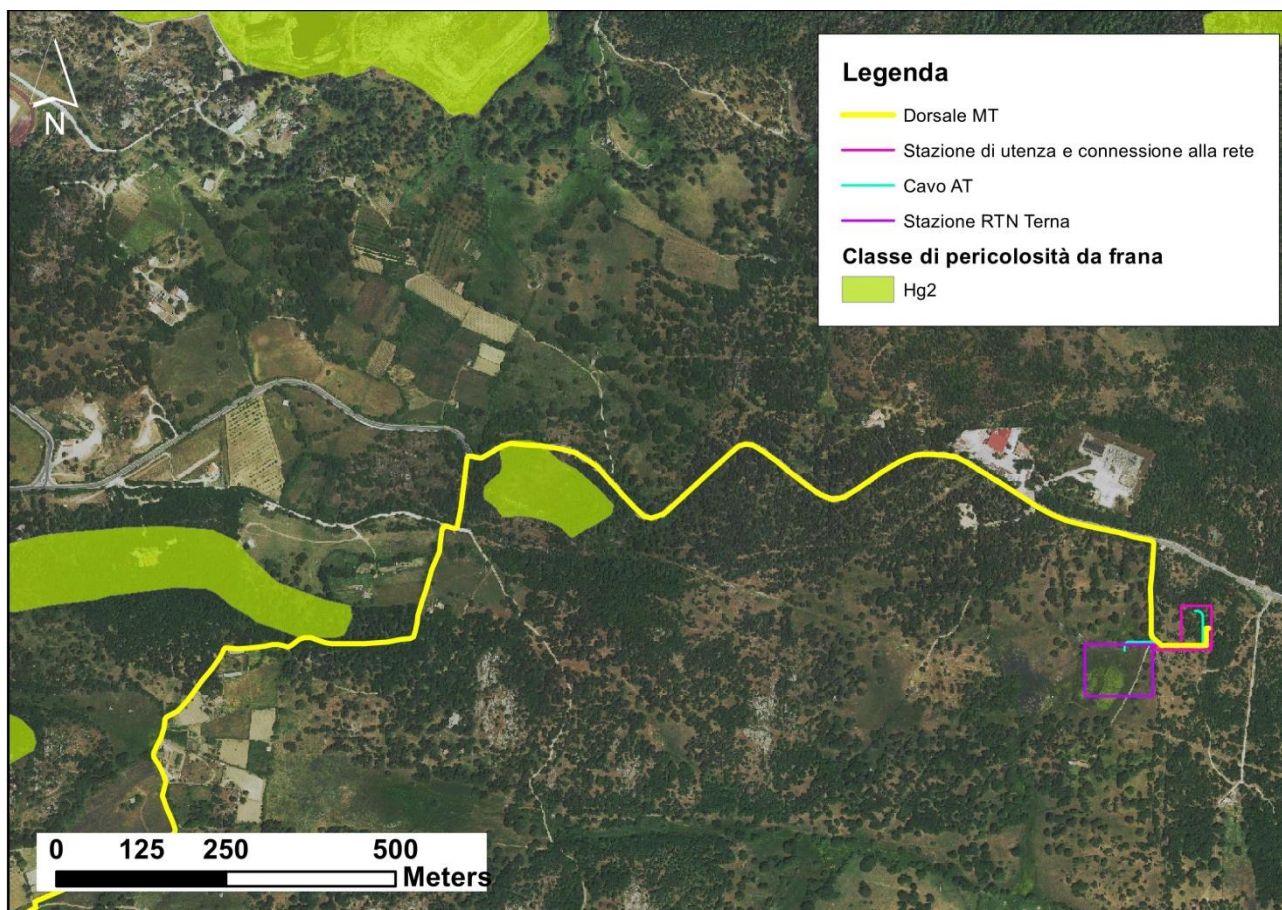 N
Legenda
Dorsale MT
Stazione di utenza e connessione alla rete
Cavo AT
Stazione RTN Terna
Classe di pericolosità da frana
Hg2
0 125 250 500
Meters